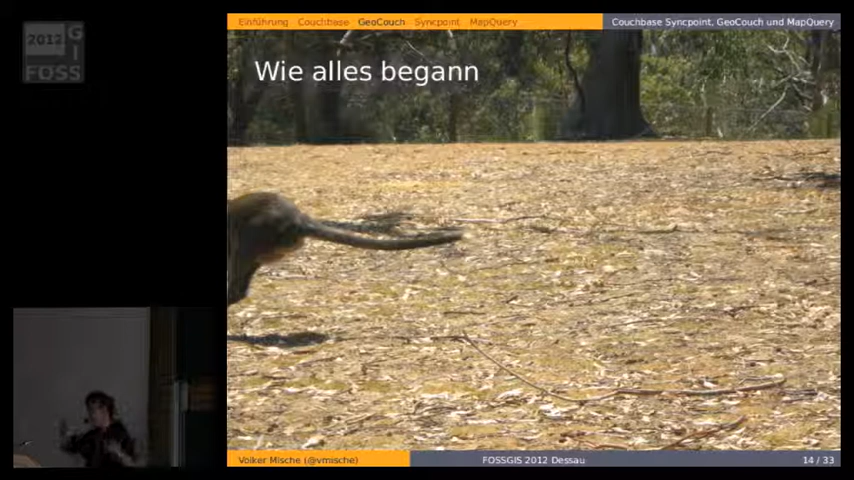 2012 GI
FOSS
Einführung Couchbase GeoCouch Syncpoint MapQuery
Couchbase Syncpoint, GeoCouch und MapQuery
Wie alles begann
Volker Mische (@vmische)
FOSSGIS 2012 Dessau
14 / 33